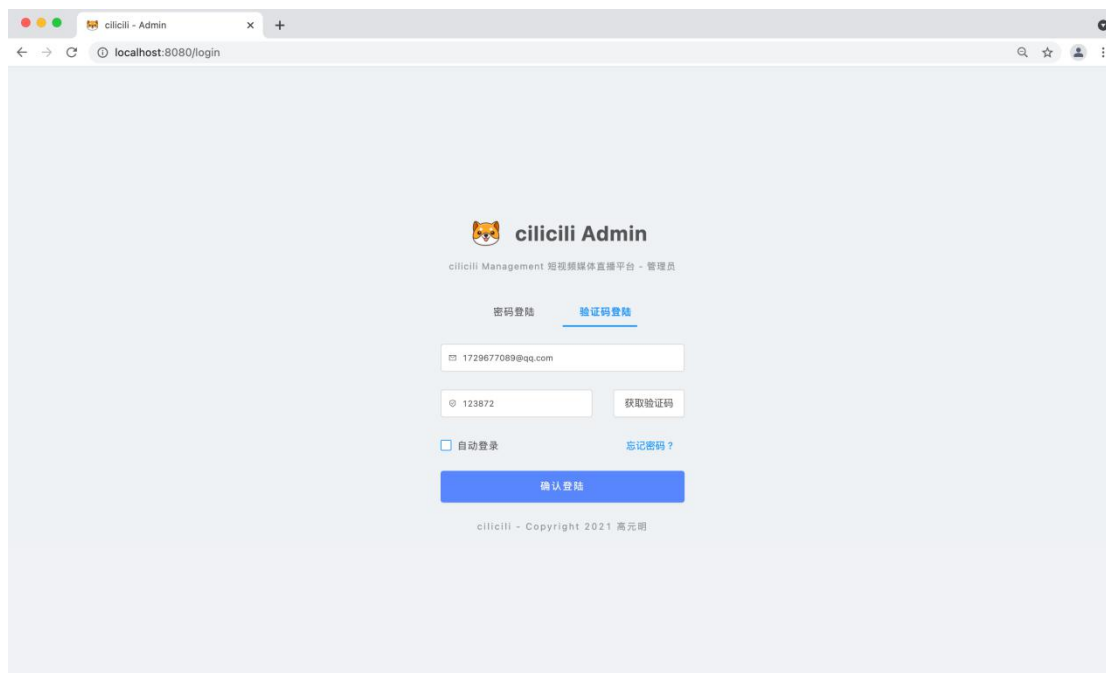 cilicili - Admin
localhost:8080/login
cilicili Admin
cilicili Management 短视频媒体直播平台 - 管理员
密码登陆 验证码登陆
1729677089@qq.com
123872 获取验证码
自动登录 忘记密码？
确认登陆
cilicili - Copyright 2021 高元明